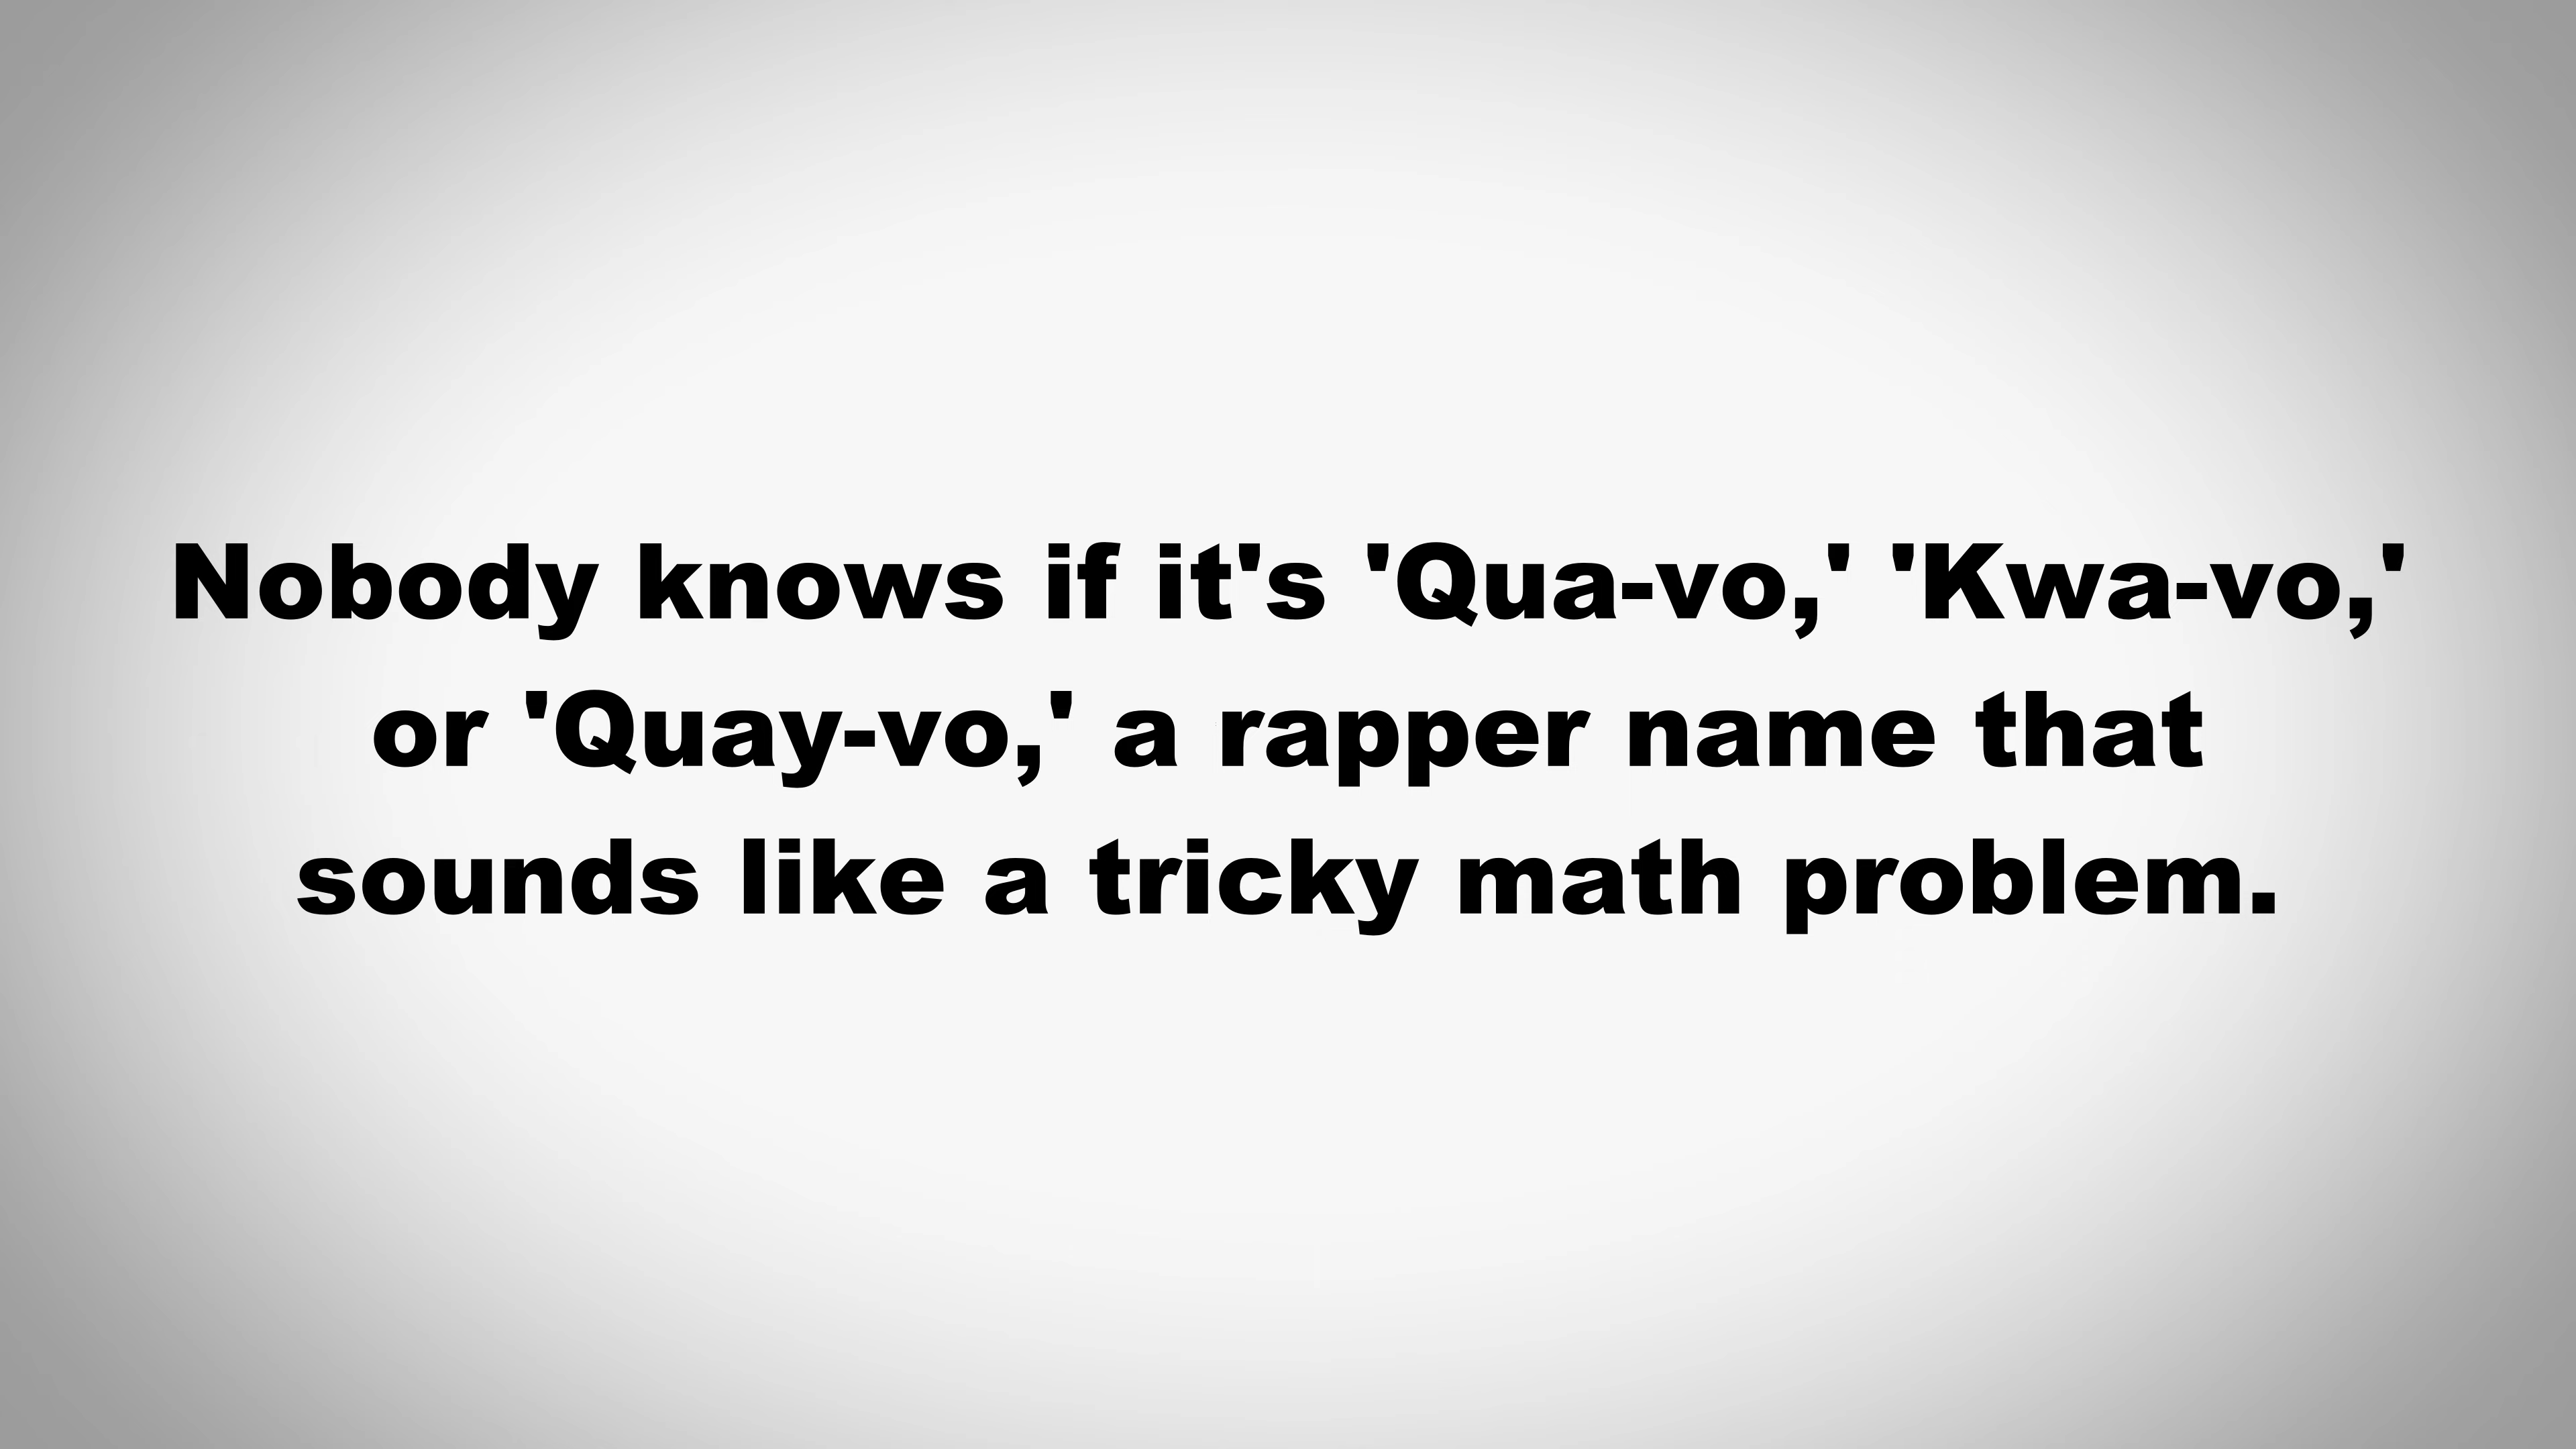 Nobody knows if it's 'Qua-vo,' 'Kwa-vo,'
or 'Quay-vo,' a rapper name that
sounds like a tricky math problem.